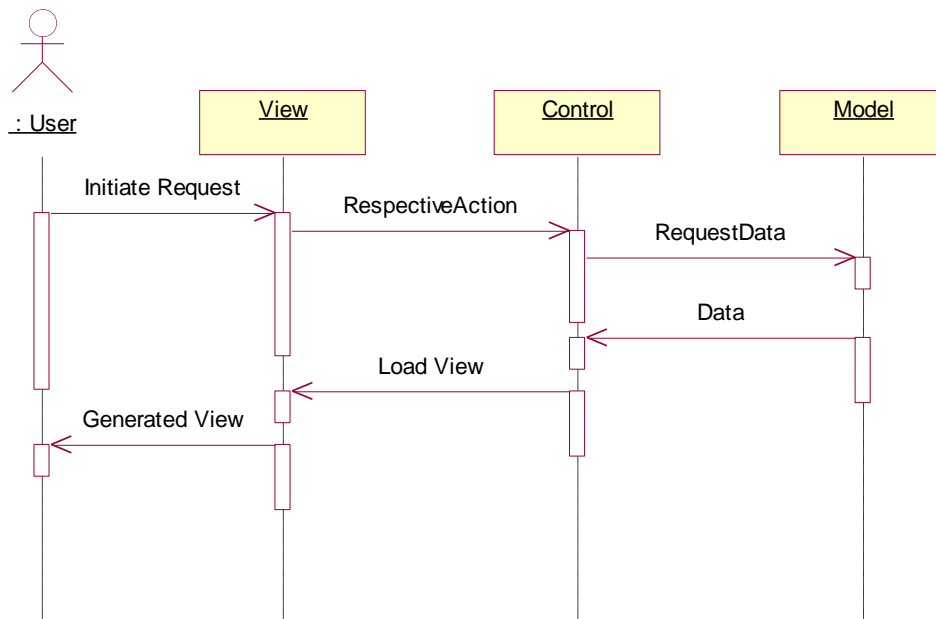 : User
View
Control
Model
Initiate Request
RespectiveAction
RequestData
Data
Load View
Generated View